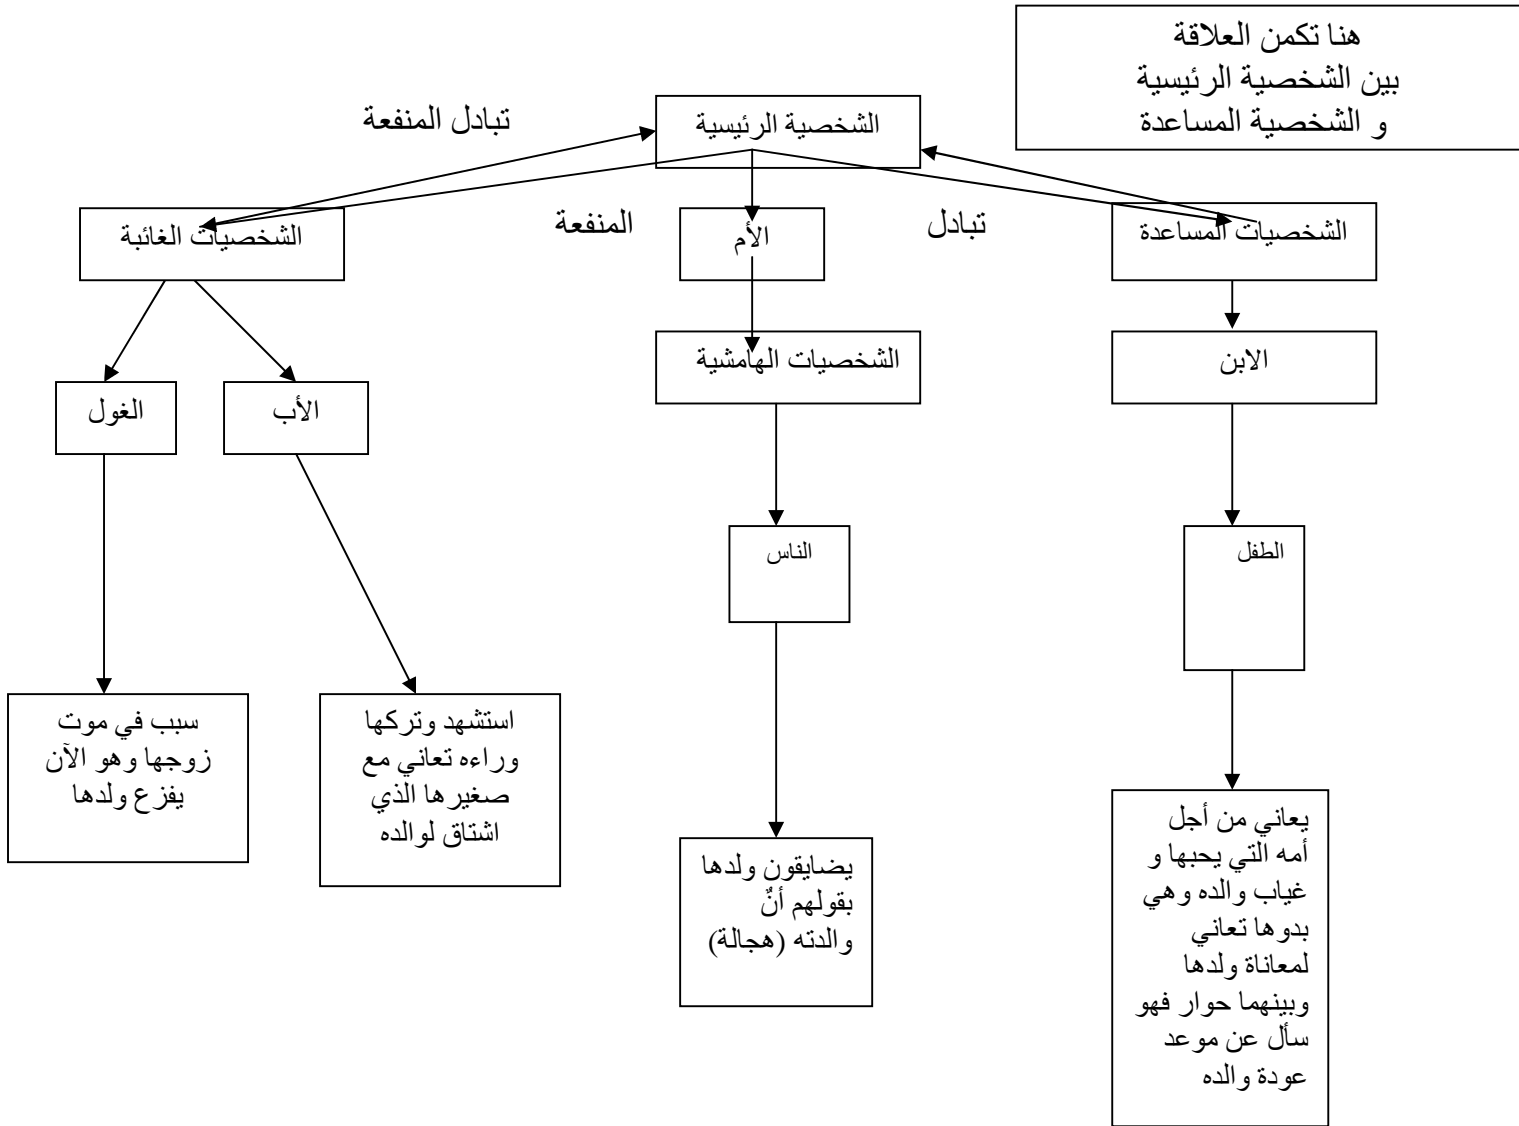 هنا تكمن العلاقة
بين الشخصية الرئيسية
و الشخصية المساعدة
الشخصية الرئيسية
تبادل المنفعة
الشخصيات المساعدة
تبادل
الأم
المنفعة
الشخصيات الغائبة
الابن
الشخصيات الهامشية
الأب
الغول
الطفل
الناس
يعاني من أجل
أمه التي يحبها و
غياب والده وهي
بدوها تعاني
لمعاناة ولدها
وبينهما حوار فهو
سأل عن موعد
عودة والده
يضايقون ولدها
بقولهم أنٌ
والدته (هجالة)
استشهد وتركها
وراءه تعاني مع
صغيرها الذي
اشتاق لوالده
سبب في موت
زوجها وهو الآن
يفزع ولدها